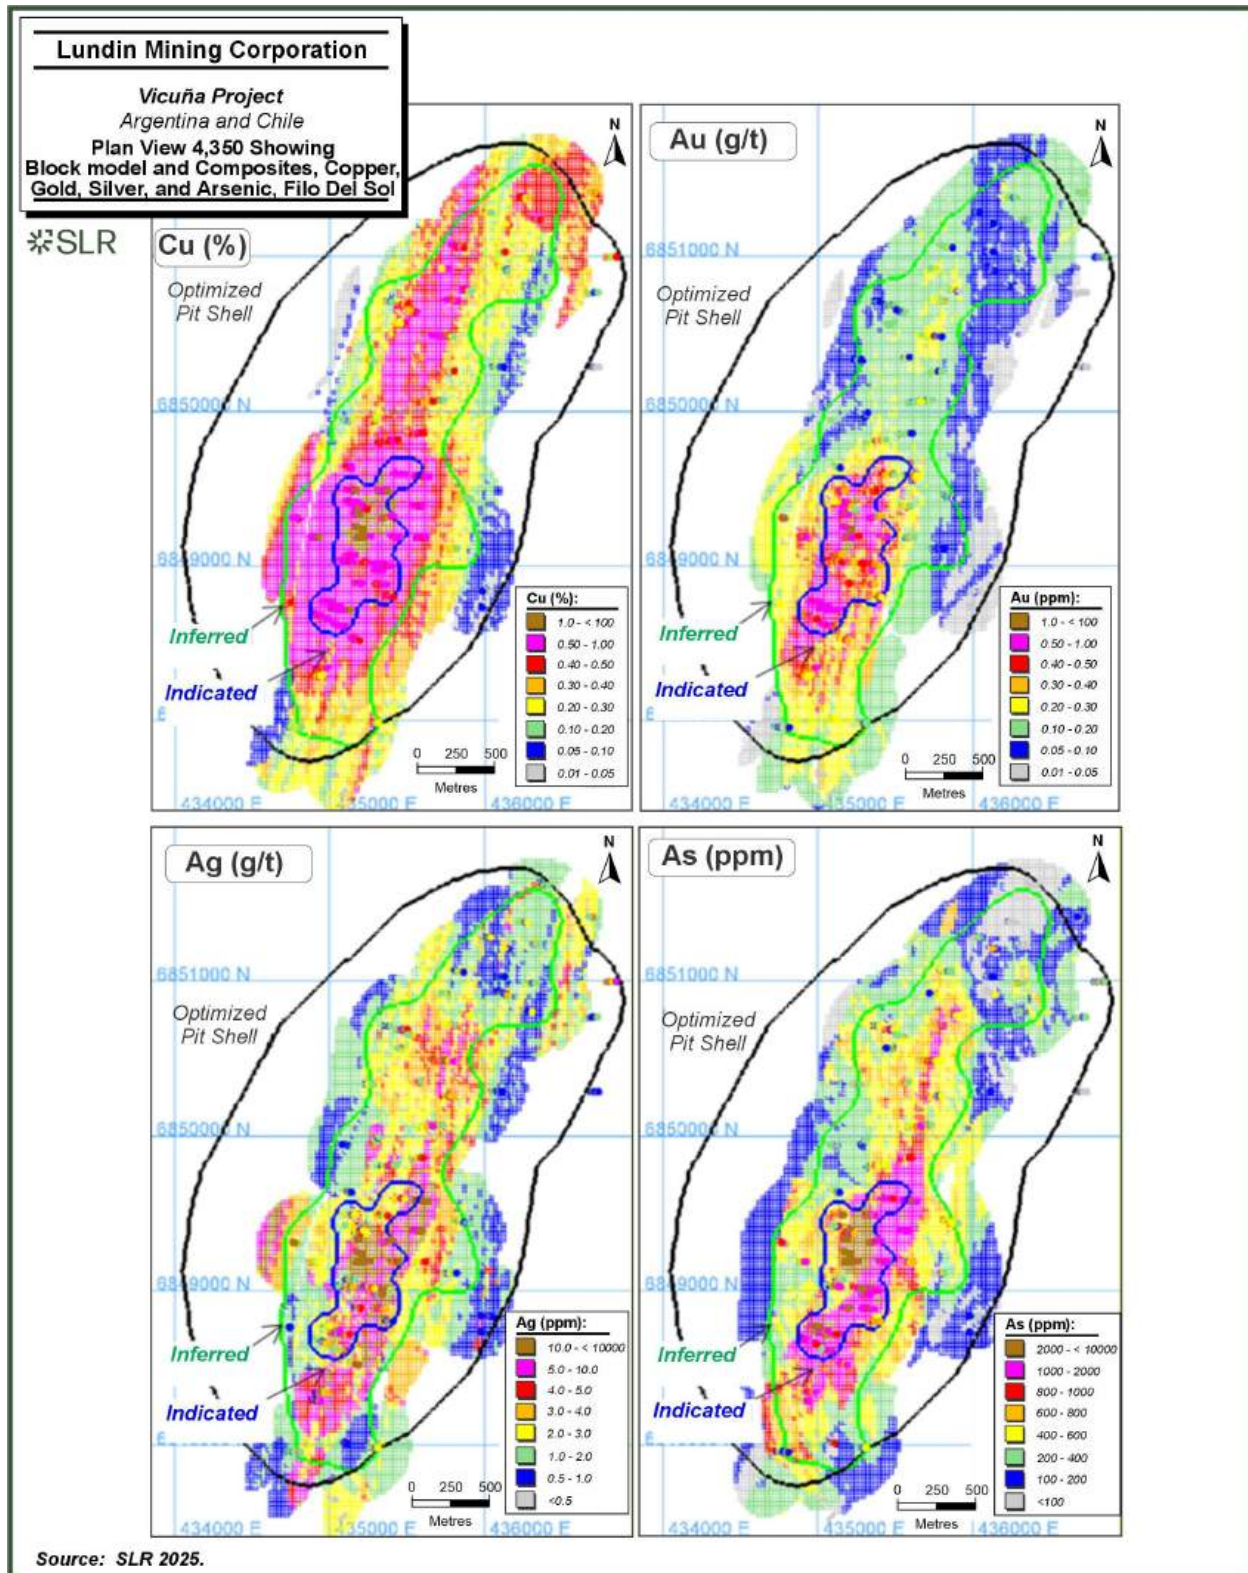 Lundin Mining Corporation
Vicuña Project
Argentina and Chile
Plan View 4,350 Showing
Block model and Composites, Copper,
Gold, Silver, and Arsenic, Filo Del Sol
SLR
Cu (%)
N
Optimized
Pit Shell
6851000 N
6850000 N
6849000 N
Inferred
Indicated
6
0 250 500
Metres
Cu (%):
1.0 - < 100
0.50 - 1.00
0.40 - 0.50
0.30 - 0.40
0.20 - 0.30
0.10 - 0.20
0.05 - 0.10
0.01 - 0.05
434000 E
435000 E
436000 E
Au (g/t)
N
Optimized
Pit Shell
6851000 N
6850000 N
6849000 N
Inferred
Indicated
6
0 250 500
Metres
Au (ppm):
1.0 - < 100
0.50 - 1.00
0.40 - 0.50
0.30 - 0.40
0.20 - 0.30
0.10 - 0.20
0.05 - 0.10
0.01 - 0.05
434000 E
435000 E
436000 E
Ag (g/t)
N
Optimized
Pit Shell
6851000 N
6850000 N
6849000 N
Inferred
Indicated
6
0 250 500
Metres
Ag (ppm):
10.0 - < 10000
5.0 - 10.0
4.0 - 5.0
3.0 - 4.0
2.0 - 3.0
1.0 - 2.0
0.5 - 1.0
<0.5
434000 E
435000 E
436000 E
As (ppm)
N
Optimized
Pit Shell
6851000 N
6850000 N
6849000 N
Inferred
Indicated
6
0 250 500
Metres
As (ppm):
2000 - < 10000
1000 - 2000
800 - 1000
600 - 800
400 - 600
200 - 400
100 - 200
<100
434000 E
435000 E
436000 E
Source: SLR 2025.